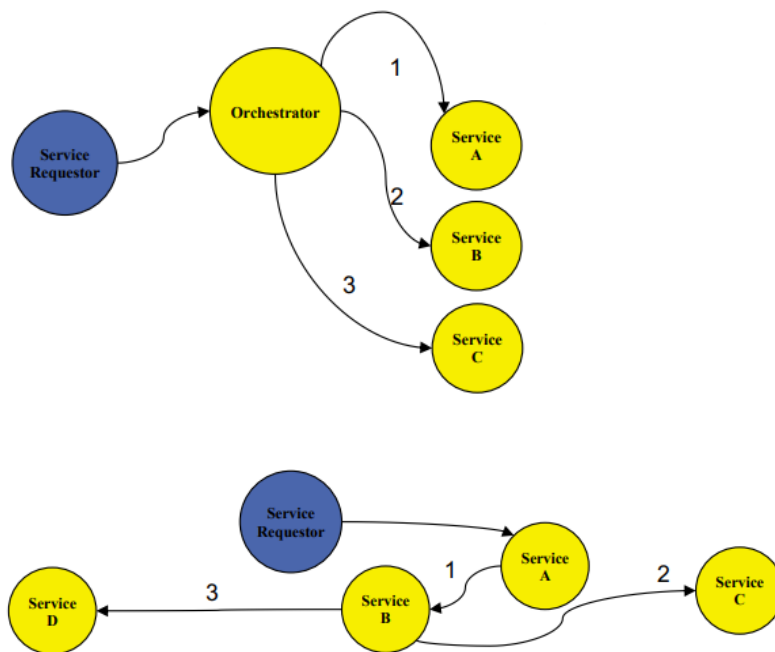 1
Orchestrator
Service
A
Service
Requestor
2
Service
B
3
Service
C
Service
Requestor
Service
A
1
2
Service
C
3
Service
B
Service
D